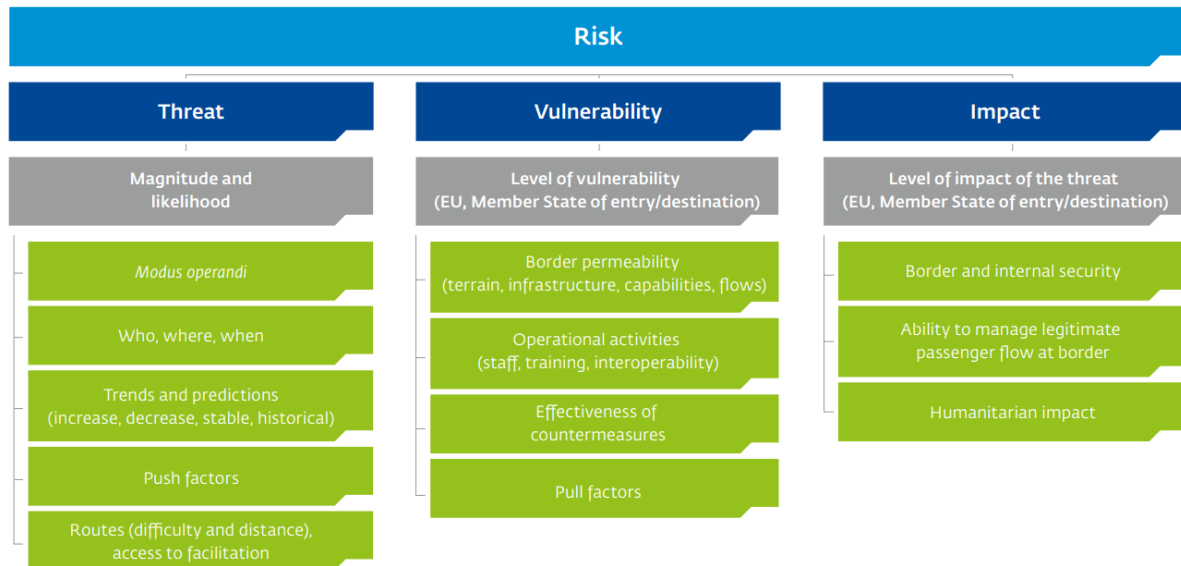 Risk
Threat
Magnitude and
likelihood
Modus operandi
Who, where, when
Trends and predictions
(increase, decrease, stable, historical)
Push factors
Routes (difficulty and distance),
access to facilitation
Vulnerability
Level of vulnerability
(EU, Member State of entry/destination)
Border permeability
(terrain, infrastructure, capabilities, flows)
Operational activities
(staff, training, interoperability)
Effectiveness of
countermeasures
Pull factors
Impact
Level of impact of the threat
(EU, Member State of entry/destination)
Border and internal security
Ability to manage legitimate
passenger flow at border
Humanitarian impact